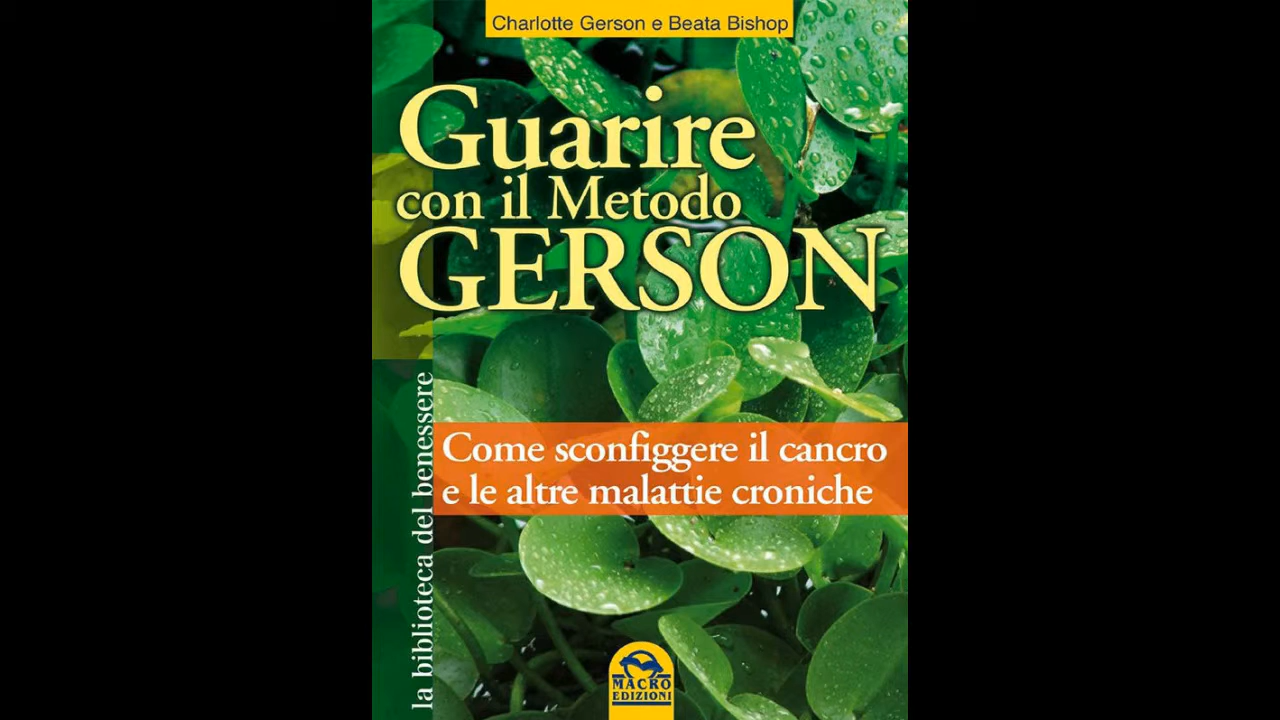 Charlotte Gerson e Beata Bishop
Guarire
con il Metodo
GERSON
Come sconfiggere il cancro
e le altre malattie croniche
la biblioteca del benessere
MACRO
EDIZIONI